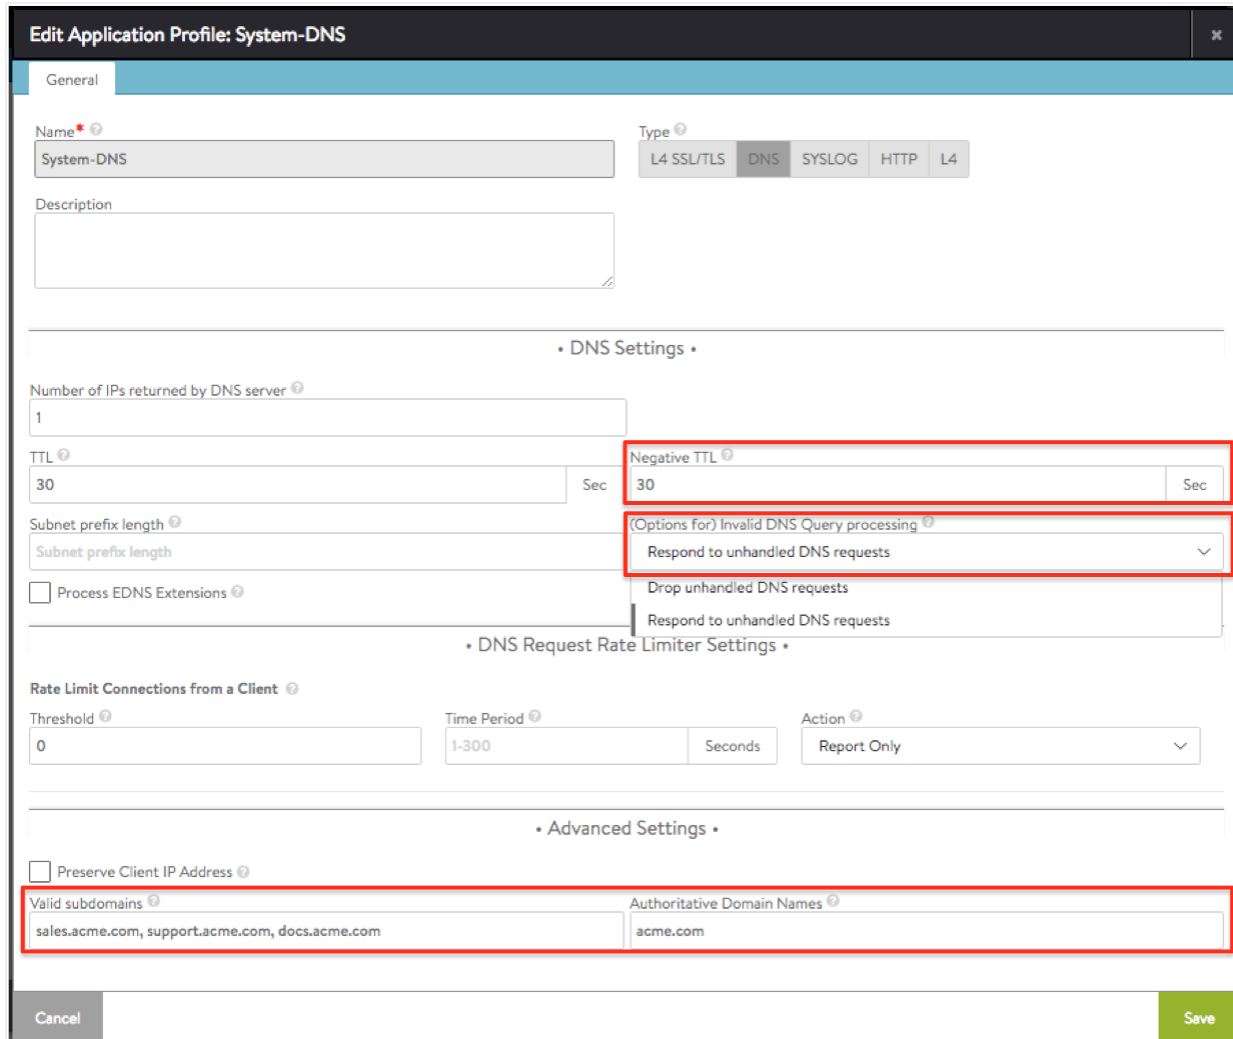 Edit Application Profile: System-DNS ×
General
Name* ? Type ?
System-DNS L4 SSL/TLS DNS SYSLOG HTTP L4
Description
• DNS Settings •
Number of IPs returned by DNS server ?
1
TTL ? Negative TTL ?
30 Sec 30 Sec
Subnet prefix length ? (Options for) Invalid DNS Query processing ?
Subnet prefix length Respond to unhandled DNS requests
Process EDNS Extensions ? Drop unhandled DNS requests
Respond to unhandled DNS requests
• DNS Request Rate Limiter Settings •
Rate Limit Connections from a Client ?
Threshold ? Time Period ? Action ?
0 1-300 Seconds Report Only
• Advanced Settings •
Preserve Client IP Address ?
Valid subdomains ? Authoritative Domain Names ?
sales.acme.com, support.acme.com, docs.acme.com acme.com
Cancel Save